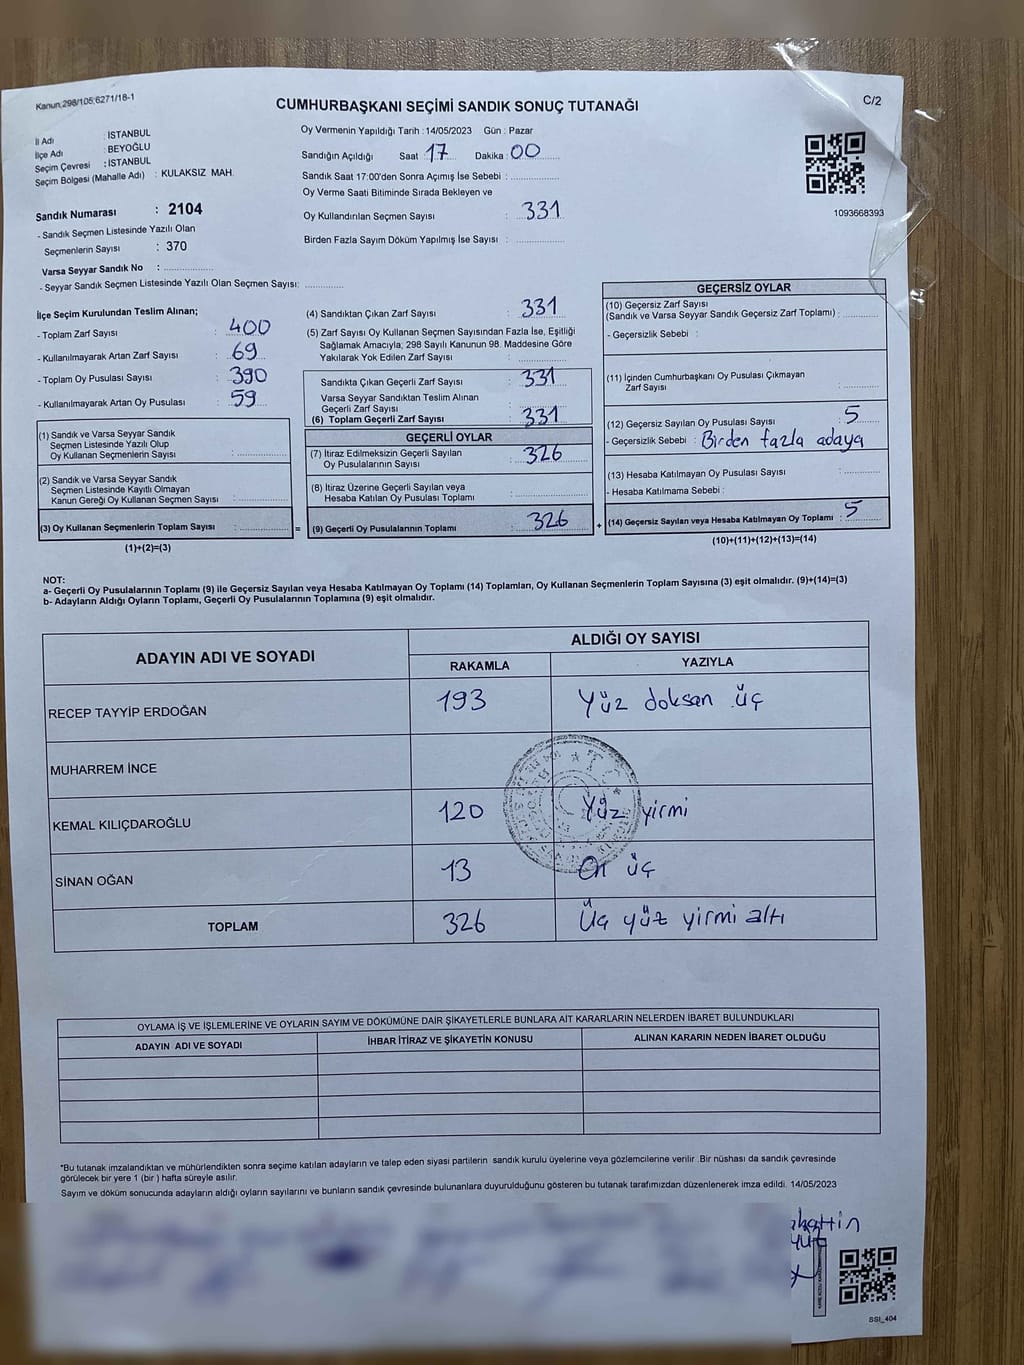 Kanun:298/105;6271/18-1
CUMHURBAŞKANI SEÇİMİ SANDIK SONUÇ TUTANAĞI
C/2
İl Adı : İSTANBUL
İlçe Adı : BEYOĞLU
Seçim Çevresi : İSTANBUL
Seçim Bölgesi (Mahalle Adı) : KULAKSIZ MAH.
Sandık Numarası : 2104
- Sandık Seçmen Listesinde Yazılı Olan
Seçmenlerin Sayısı : 370
Varsa Seyyar Sandık No :
- Seyyar Sandık Seçmen Listesinde Yazılı Olan Seçmen Sayısı:
Oy Vermenin Yapıldığı Tarih : 14/05/2023 Gün : Pazar
Sandığın Açıldığı Saat 17 Dakika : 00
Sandık Saat 17:00'den Sonra Açımış İse Sebebi :
Oy Verme Saati Bitiminde Sırada Bekleyen ve
Oy Kullandırılan Seçmen Sayısı : 331
Birden Fazla Sayım Döküm Yapılmış İse Sayısı :
1093668393
İlçe Seçim Kurulundan Teslim Alınan;
- Toplam Zarf Sayısı : 400
- Kullanılmayarak Artan Zarf Sayısı : 69
- Toplam Oy Pusulası Sayısı : 390
- Kullanılmayarak Artan Oy Pusulası : 59
(1) Sandık ve Varsa Seyyar Sandık
Seçmen Listesinde Yazılı Olup
Oy Kullanan Seçmenlerin Sayısı :
(2) Sandık ve Varsa Seyyar Sandık
Seçmen Listesinde Kayıtlı Olmayan
Kanun Gereği Oy Kullanan Seçmen Sayısı :
(3) Oy Kullanan Seçmenlerin Toplam Sayısı :
(1)+(2)=(3)
=
(4) Sandıktan Çıkan Zarf Sayısı : 331
(5) Zarf Sayısı Oy Kullanan Seçmen Sayısından Fazla İse, Eşitliği
Sağlamak Amacıyla; 298 Sayılı Kanunun 98. Maddesine Göre
Yakılarak Yok Edilen Zarf Sayısı :
Sandıkta Çıkan Geçerli Zarf Sayısı : 331
Varsa Seyyar Sandıktan Teslim Alınan
Geçerli Zarf Sayısı :
(6) Toplam Geçerli Zarf Sayısı : 331
GEÇERLİ OYLAR
(7) İtiraz Edilmeksizin Geçerli Sayılan
Oy Pusulalarının Sayısı : 326
(8) İtiraz Üzerine Geçerli Sayılan veya
Hesaba Katılan Oy Pusulası Toplamı :
(9) Geçerli Oy Pusulalarının Toplamı : 326
+
GEÇERSİZ OYLAR
(10) Geçersiz Zarf Sayısı
(Sandık ve Varsa Seyyar Sandık Geçersiz Zarf Toplamı) :
- Geçersizlik Sebebi :
(11) İçinden Cumhurbaşkanı Oy Pusulası Çıkmayan
Zarf Sayısı :
(12) Geçersiz Sayılan Oy Pusulası Sayısı : 5
- Geçersizlik Sebebi : Birden fazla adaya
(13) Hesaba Katılmayan Oy Pusulası Sayısı :
- Hesaba Katılmama Sebebi :
(14) Geçersiz Sayılan veya Hesaba Katılmayan Oy Toplamı : 5
(10)+(11)+(12)+(13)=(14)
NOT:
a- Geçerli Oy Pusulalarının Toplamı (9) ile Geçersiz Sayılan veya Hesaba Katılmayan Oy Toplamı (14) Toplamları, Oy Kullanan Seçmenlerin Toplam Sayısına (3) eşit olmalıdır. (9)+(14)=(3)
b- Adayların Aldığı Oyların Toplamı, Geçerli Oy Pusulalarının Toplamına (9) eşit olmalıdır.
ADAYIN ADI VE SOYADI
ALDIĞI OY SAYISI
RAKAMLA YAZIYLA
RECEP TAYYİP ERDOĞAN 193 Yüz doksan üç
MUHARREM İNCE
KEMAL KILIÇDAROĞLU 120 Yüz yirmi
SİNAN OĞAN 13 On üç
TOPLAM 326 Üç yüz yirmi altı
OYLAMA İŞ VE İŞLEMLERİNE VE OYLARIN SAYIM VE DÖKÜMÜNE DAİR ŞİKAYETLERLE BUNLARA AİT KARARLARIN NELERDEN İBARET BULUNDUKLARI
ADAYIN ADI VE SOYADI İHBAR İTİRAZ VE ŞİKAYETİN KONUSU ALINAN KARARIN NEDEN İBARET OLDUĞU
*Bu tutanak imzalandıktan ve mühürlendikten sonra seçime katılan adayların ve talep eden siyasi partilerin sandık kurulu üyelerine veya gözlemcilerine verilir. Bir nüshası da sandık çevresinde
görülecek bir yere 1 (bir) hafta süreyle asılır.
Sayım ve döküm sonucunda adayların aldığı oyların sayılarını ve bunların sandık çevresinde bulunanlara duyurulduğunu gösteren bu tutanak tarafımızdan düzenlenerek imza edildi. 14/05/2023
SSI_404